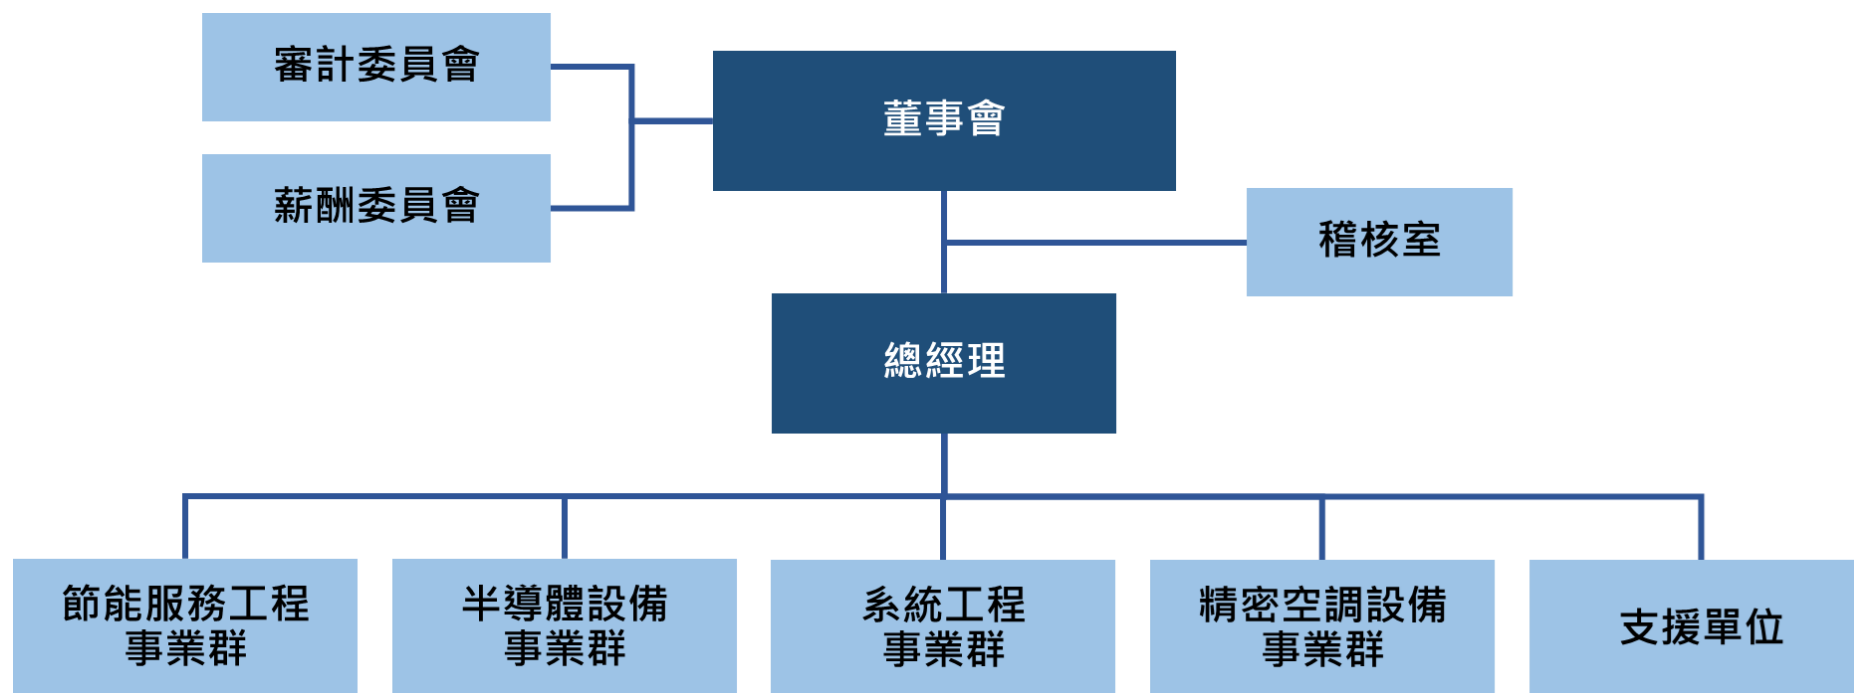 審計委員會
董事會
薪酬委員會
稽核室
總經理
節能服務工程
事業群
半導體設備
事業群
系統工程
事業群
精密空調設備
事業群
支援單位